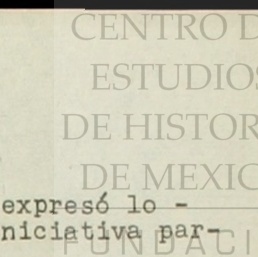 CENTRO D
ESTUDIOS
DE HISTOR
DE MEXIC
expresó lo -
niciativa par-
FUNDACI